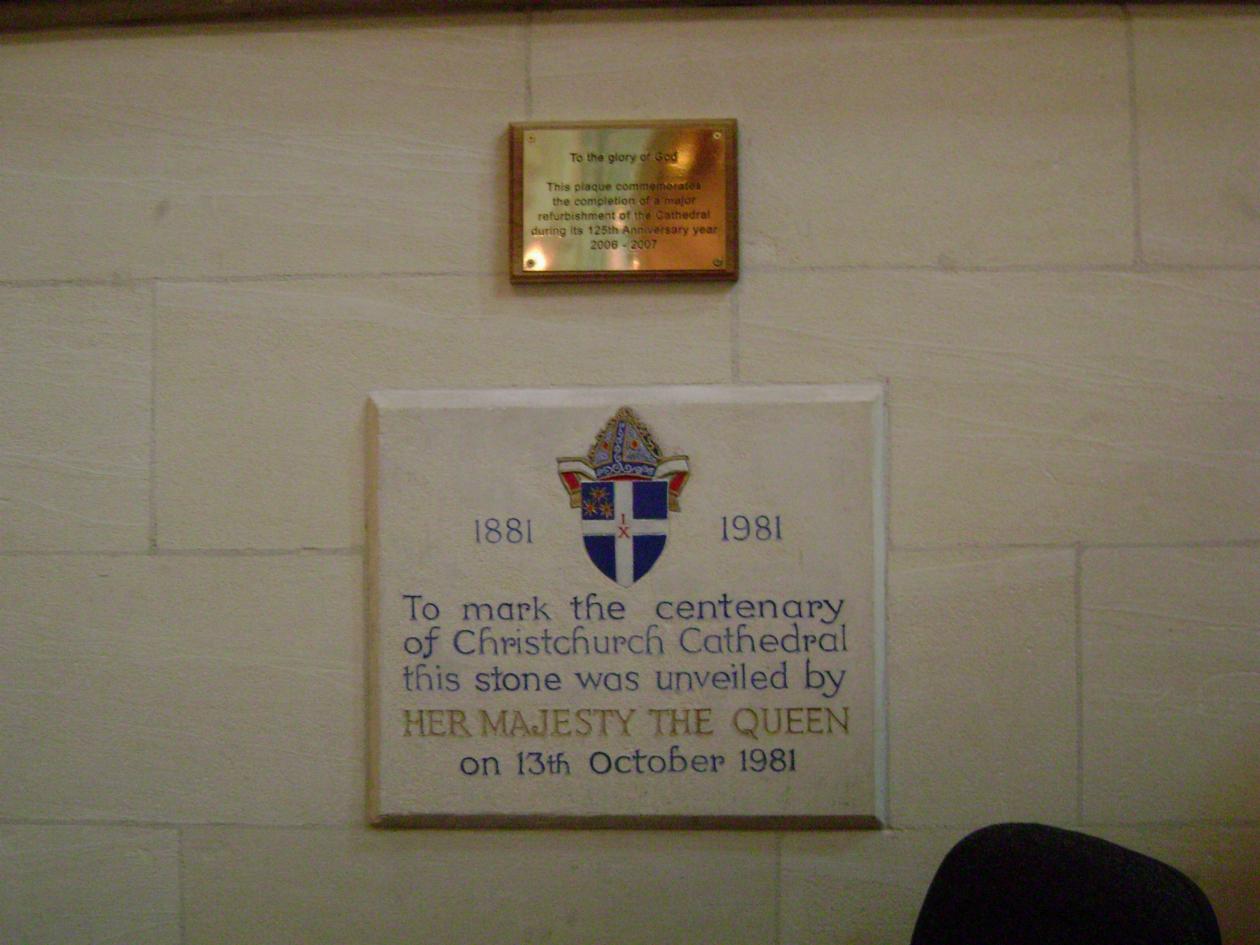 To the glory of God
This plaque commemorates
the completion of a major
refurbishment of the Cathedral
during its 125th Anniversary year
2006 - 2007
1881 1981
I
X
To mark the centenary
of Christchurch Cathedral
this stone was unveiled by
HER MAJESTY THE QUEEN
on 13th October 1981